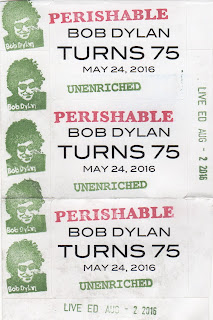 PERISHABLE
Bob Dylan
BOB DYLAN
TURNS 75
MAY 24, 2016
UNENRICHED
Bob Dylan
PERISHABLE
BOB DYLAN
TURNS 75
MAY 24, 2016
Bob Dylan
UNENRICHED
PERISHABLE
BOB DYLAN
TURNS 75
MAY 24, 2016
UNENRICHED
Bob Dylan
LIVE ED AUG - 2 2016
LIVE ED AUG - 2 2016